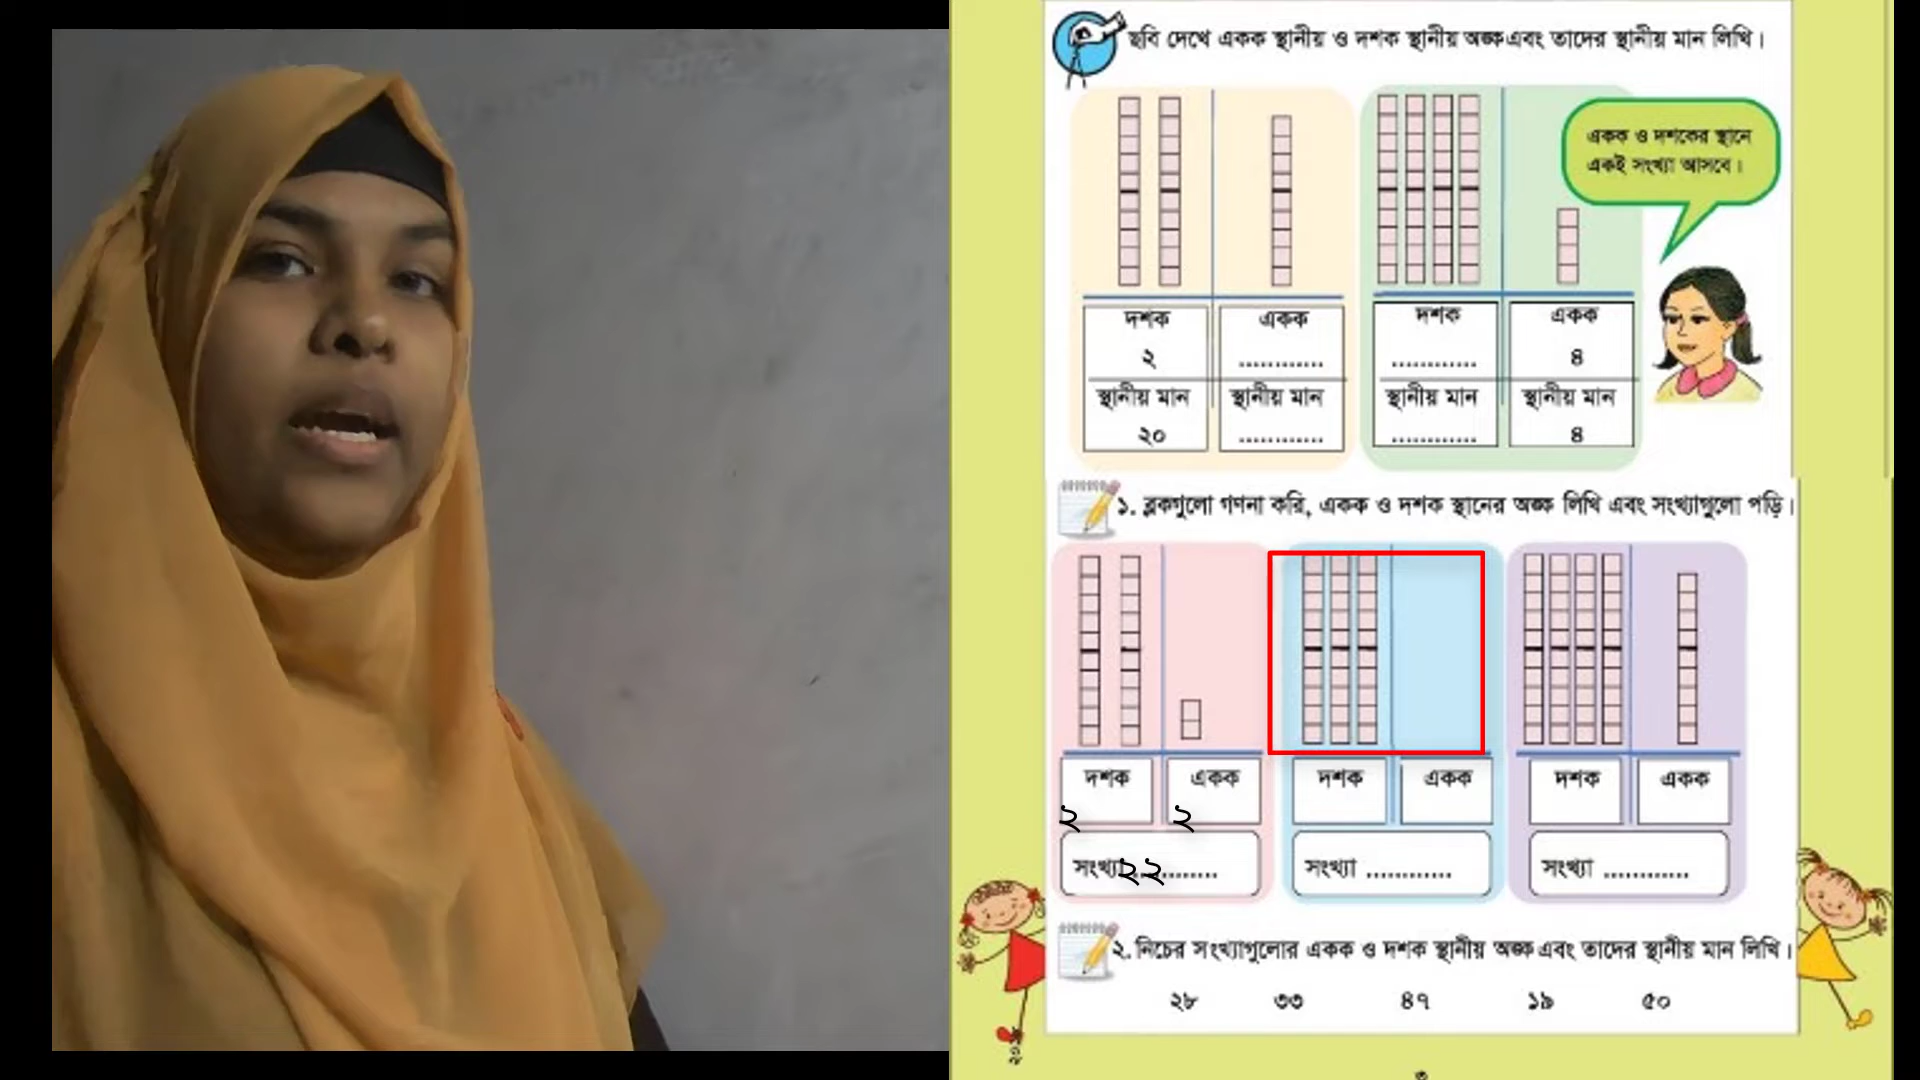 ছবি দেখে একক স্থানীয় ও দশক স্থানীয় অঙ্ক এবং তাদের স্থানীয় মান লিখি।
একক ও দশকের স্থানে
একই সংখ্যা আসবে।
দশক একক দশক একক
২ ............ ............ ৪
স্থানীয় মান স্থানীয় মান স্থানীয় মান স্থানীয় মান
২০ ............ ............ ৪
১. ব্লকগুলো গণনা করি, একক ও দশক স্থানের অঙ্ক লিখি এবং সংখ্যাগুলো পড়ি।
দশক একক দশক একক দশক একক
২ ২
সংখ্যা ২২ ........ সংখ্যা ............ সংখ্যা ............
২. নিচের সংখ্যাগুলোর একক ও দশক স্থানীয় অঙ্ক এবং তাদের স্থানীয় মান লিখি।
২৮ ৩৩ ৪৭ ১৯ ৫০
৩